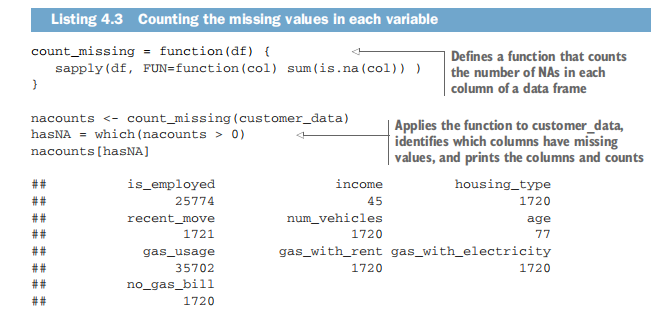 Listing 4.3 Counting the missing values in each variable
count_missing = function(df) {
sapply(df, FUN=function(col) sum(is.na(col)) )
}
Defines a function that counts
the number of NAs in each
column of a data frame
nacounts <- count_missing(customer_data)
hasNA = which(nacounts > 0)
nacounts[hasNA]
Applies the function to customer_data,
identifies which columns have missing
values, and prints the columns and counts
## is_employed income housing_type
## 25774 45 1720
## recent_move num_vehicles age
## 1721 1720 77
## gas_usage gas_with_rent gas_with_electricity
## 35702 1720 1720
## no_gas_bill
## 1720